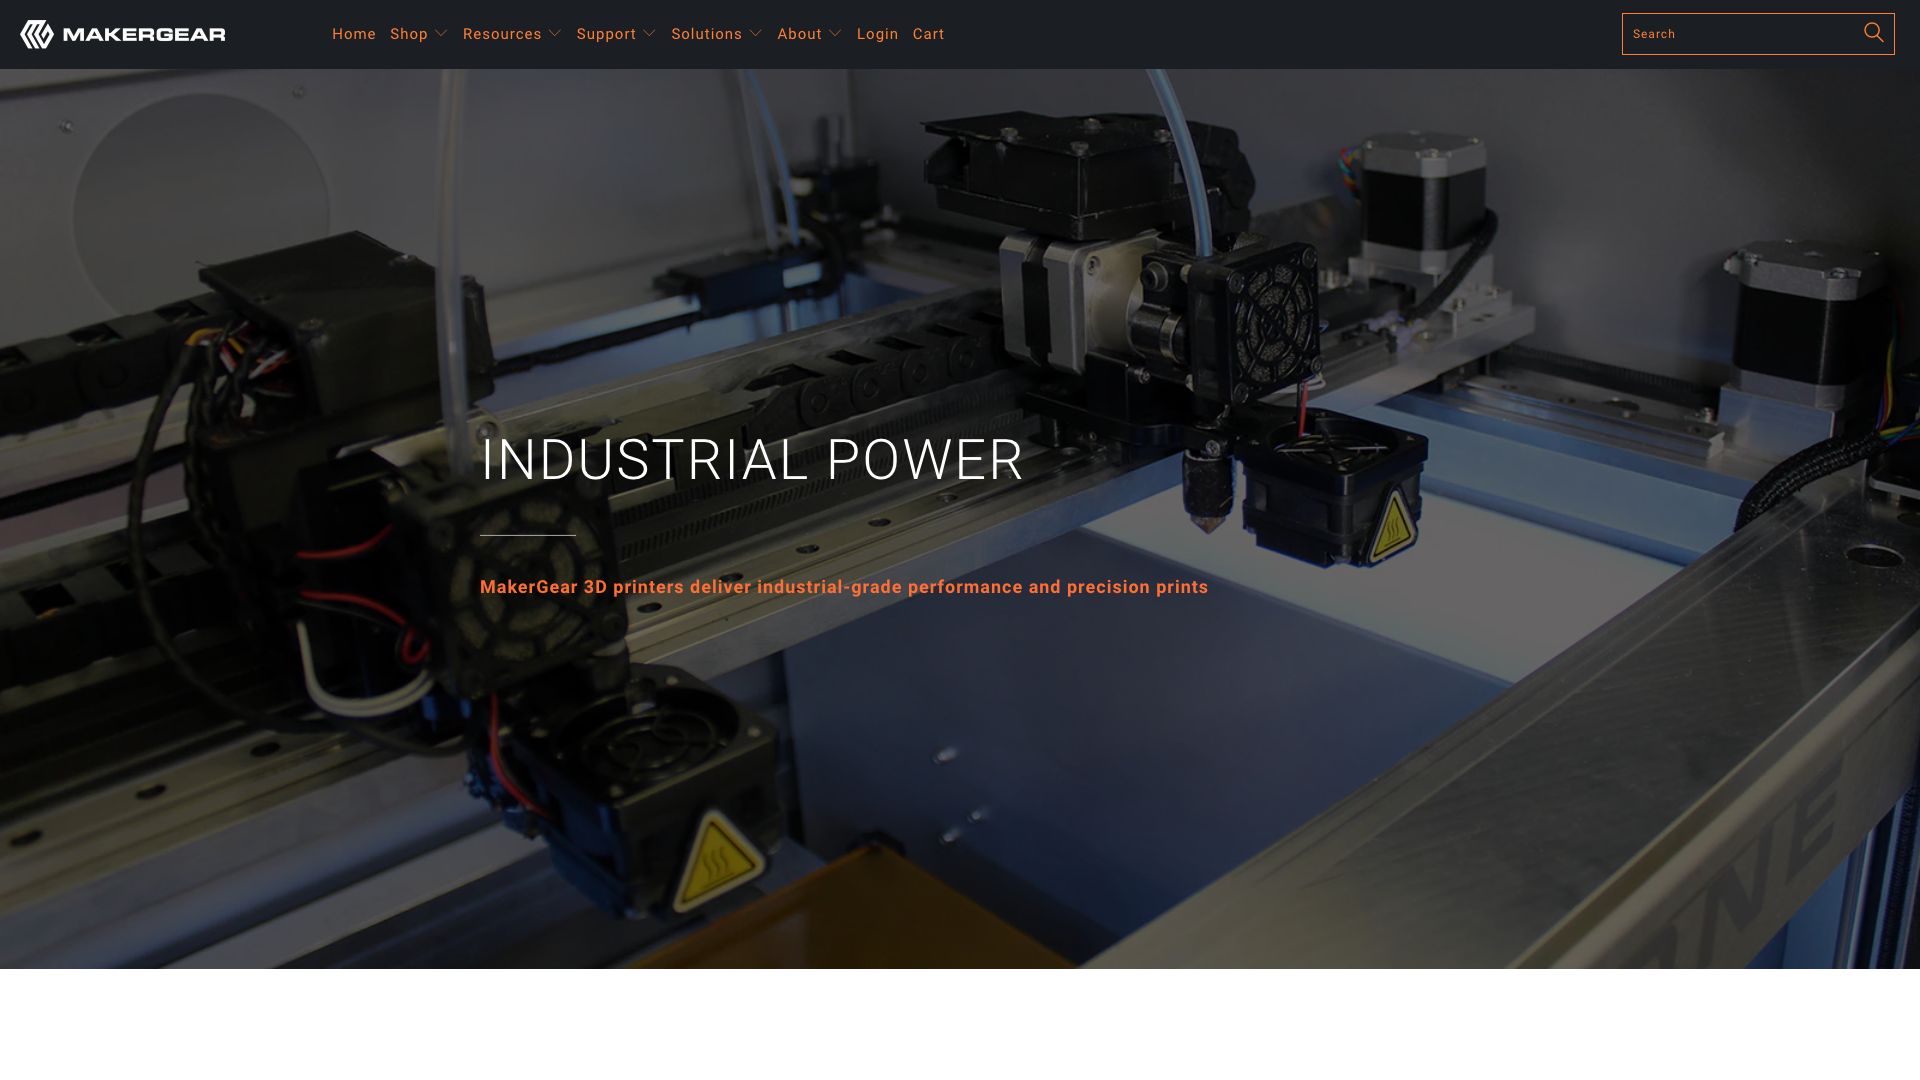 MAKERGEAR
Home Shop Resources Support Solutions About Login Cart
Search
INDUSTRIAL POWER
MakerGear 3D printers deliver industrial-grade performance and precision prints
ONE